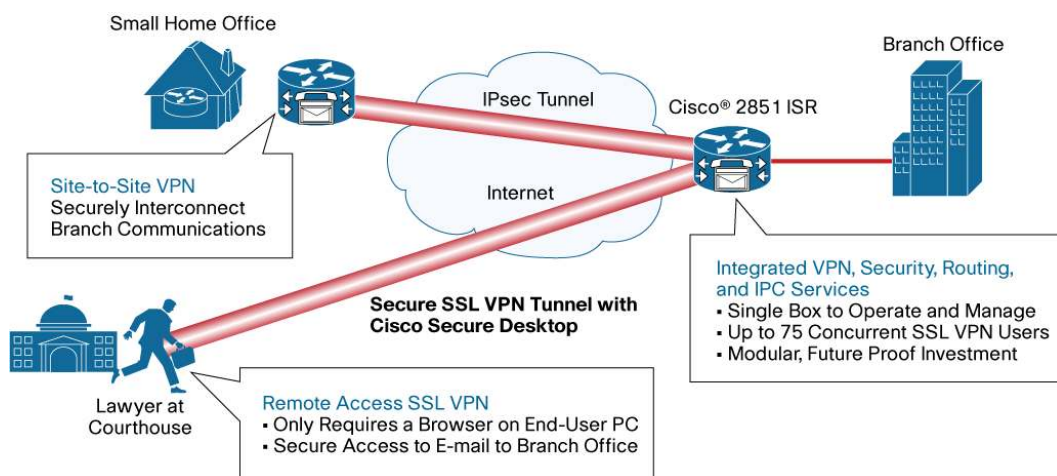 Small Home Office
Branch Office
IPsec Tunnel
Cisco® 2851 ISR
Internet
Site-to-Site VPN
Securely Interconnect
Branch Communications
Integrated VPN, Security, Routing,
and IPC Services
▪ Single Box to Operate and Manage
▪ Up to 75 Concurrent SSL VPN Users
▪ Modular, Future Proof Investment
Secure SSL VPN Tunnel with
Cisco Secure Desktop
Lawyer at
Courthouse
Remote Access SSL VPN
▪ Only Requires a Browser on End-User PC
▪ Secure Access to E-mail to Branch Office